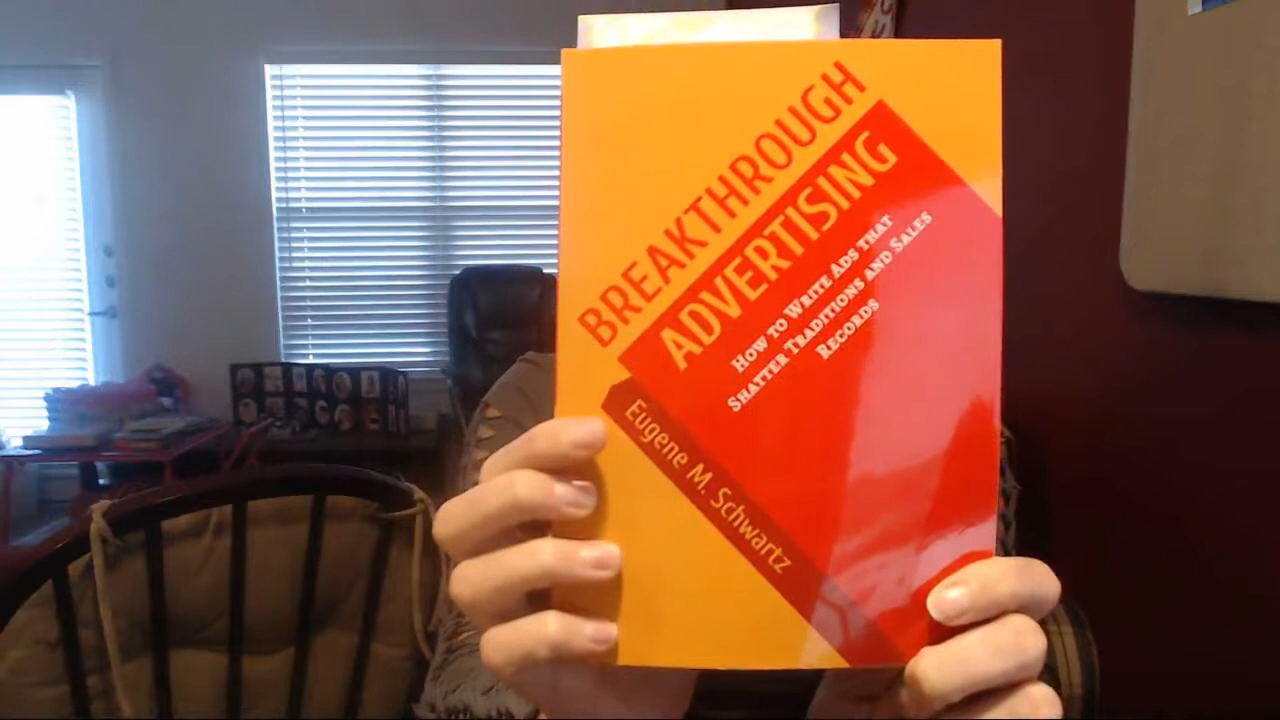 BREAKTHROUGH
ADVERTISING
How to Write Ads that
Shatter Traditions and Sales
Records
Eugene M. Schwartz